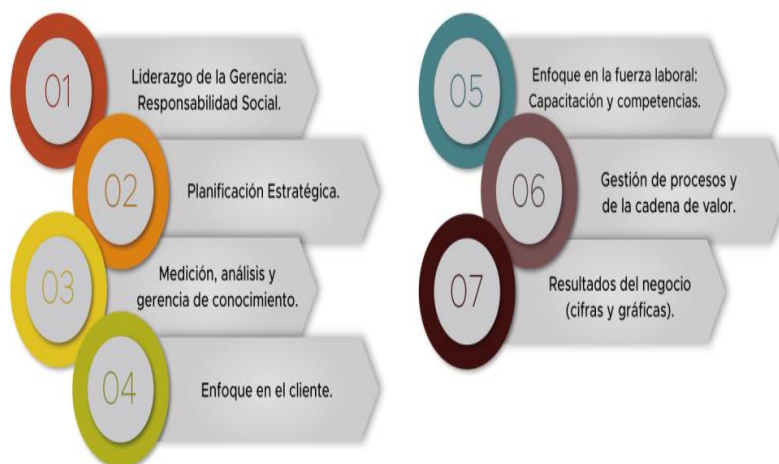 01
Liderazgo de la Gerencia:
Responsabilidad Social.
02
Planificación Estratégica.
03
Medición, análisis y
gerencia de conocimiento.
04
Enfoque en el cliente.
05
Enfoque en la fuerza laboral:
Capacitación y competencias.
06
Gestión de procesos y
de la cadena de valor.
07
Resultados del negocio
(cifras y gráficas).